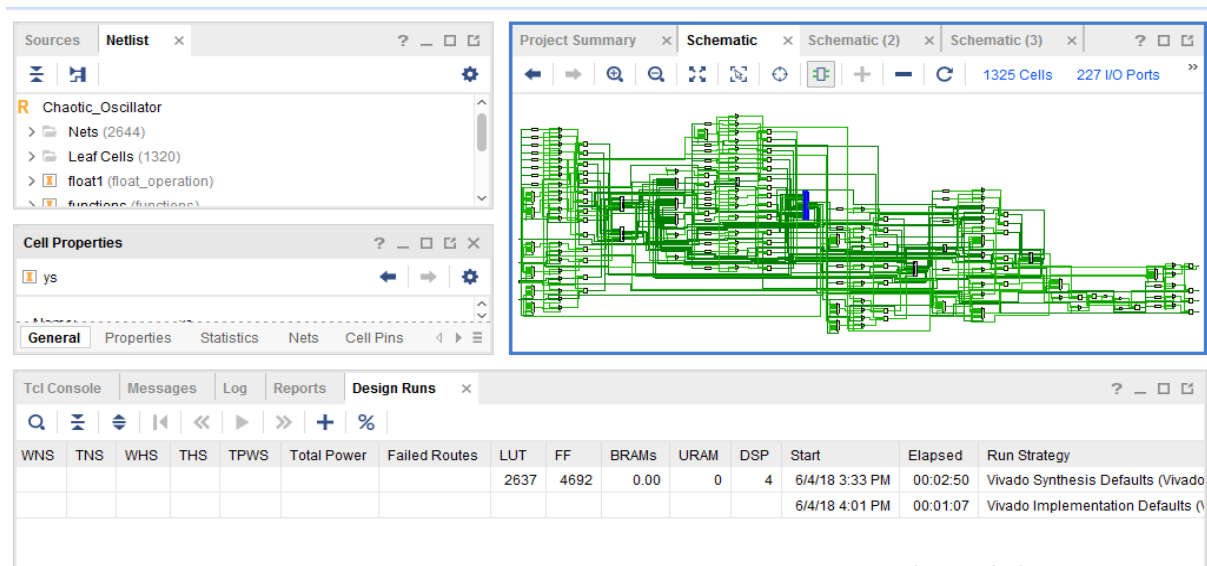 Sources Netlist ×
Chaotic_Oscillator
Nets (2644)
Leaf Cells (1320)
float1 (float_operation)
functions (functions)
Cell Properties
ys
General Properties Statistics Nets Cell Pins
Project Summary × Schematic × Schematic (2) × Schematic (3) ×
1325 Cells 227 I/O Ports
Tcl Console Messages Log Reports Design Runs ×
WNS TNS WHS THS TPWS Total Power Failed Routes LUT FF BRAMs URAM DSP Start Elapsed Run Strategy
2637 4692 0.00 0 4 6/4/18 3:33 PM 00:02:50 Vivado Synthesis Defaults (Vivado
6/4/18 4:01 PM 00:01:07 Vivado Implementation Defaults (